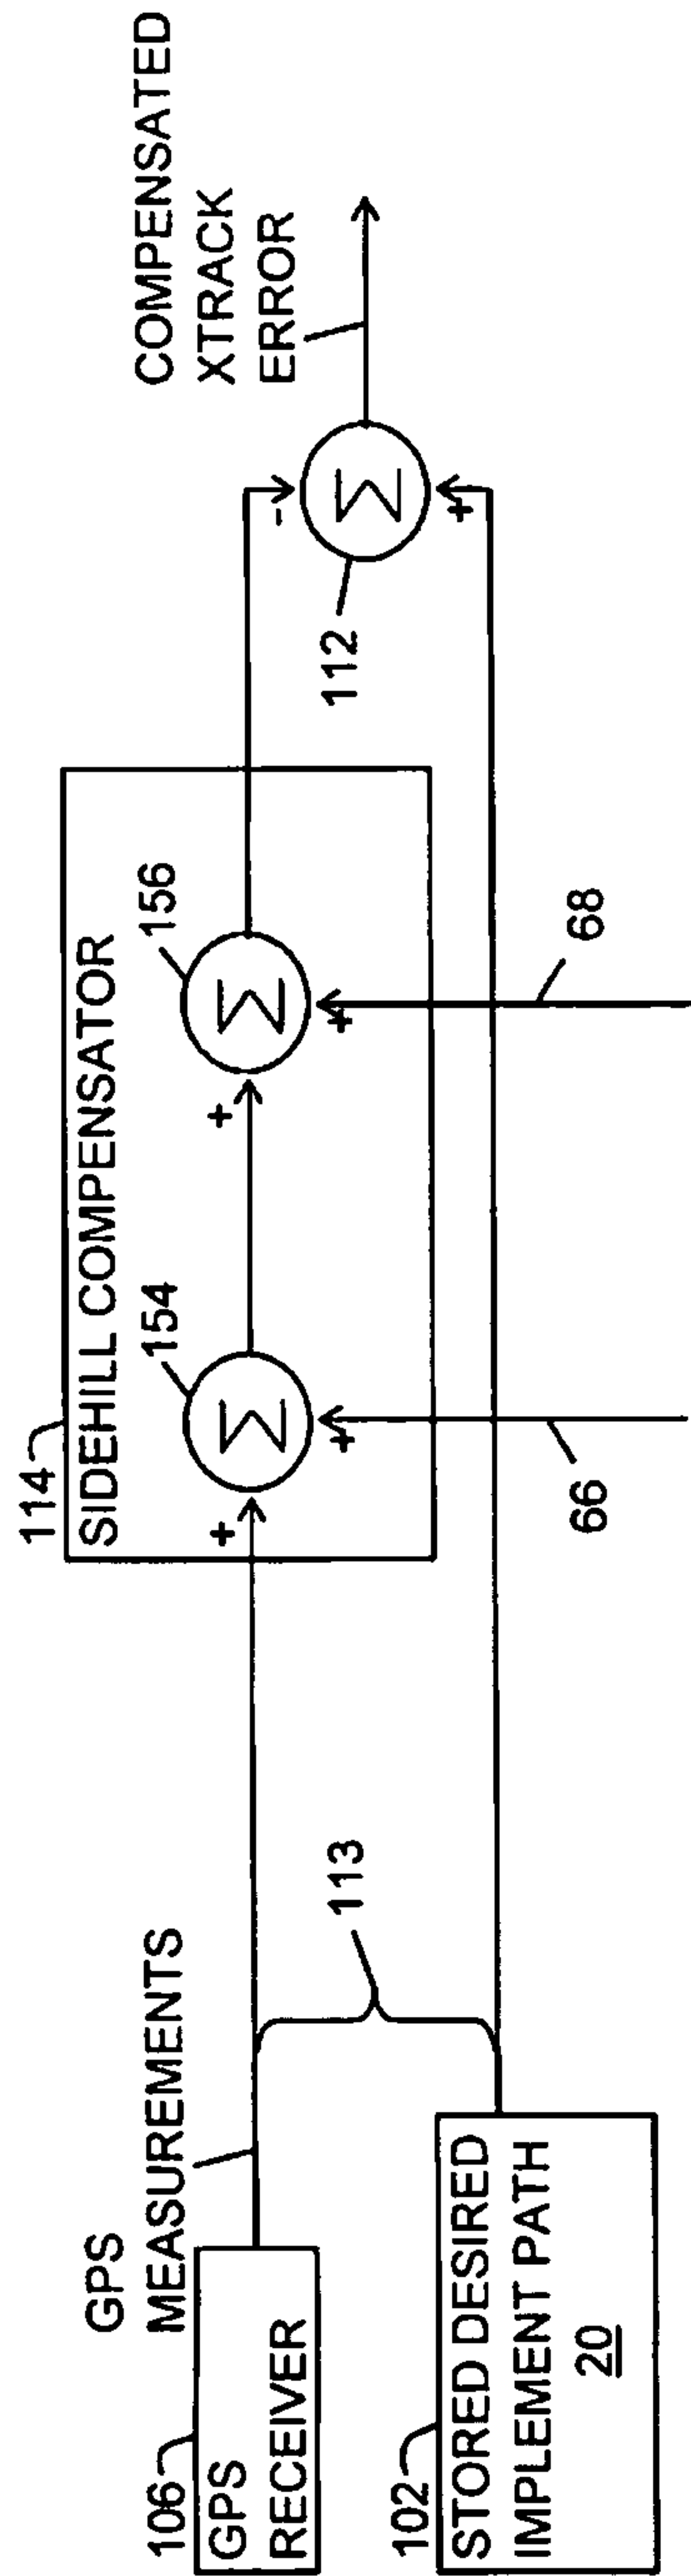 106
GPS
RECEIVER
GPS
MEASUREMENTS
102
STORED DESIRED
IMPLEMENT PATH
20
113
114
SIDEHILL COMPENSATOR
+
154
Σ
+
66
+
156
Σ
+
68
-
Σ
+
112
COMPENSATED
XTRACK
ERROR